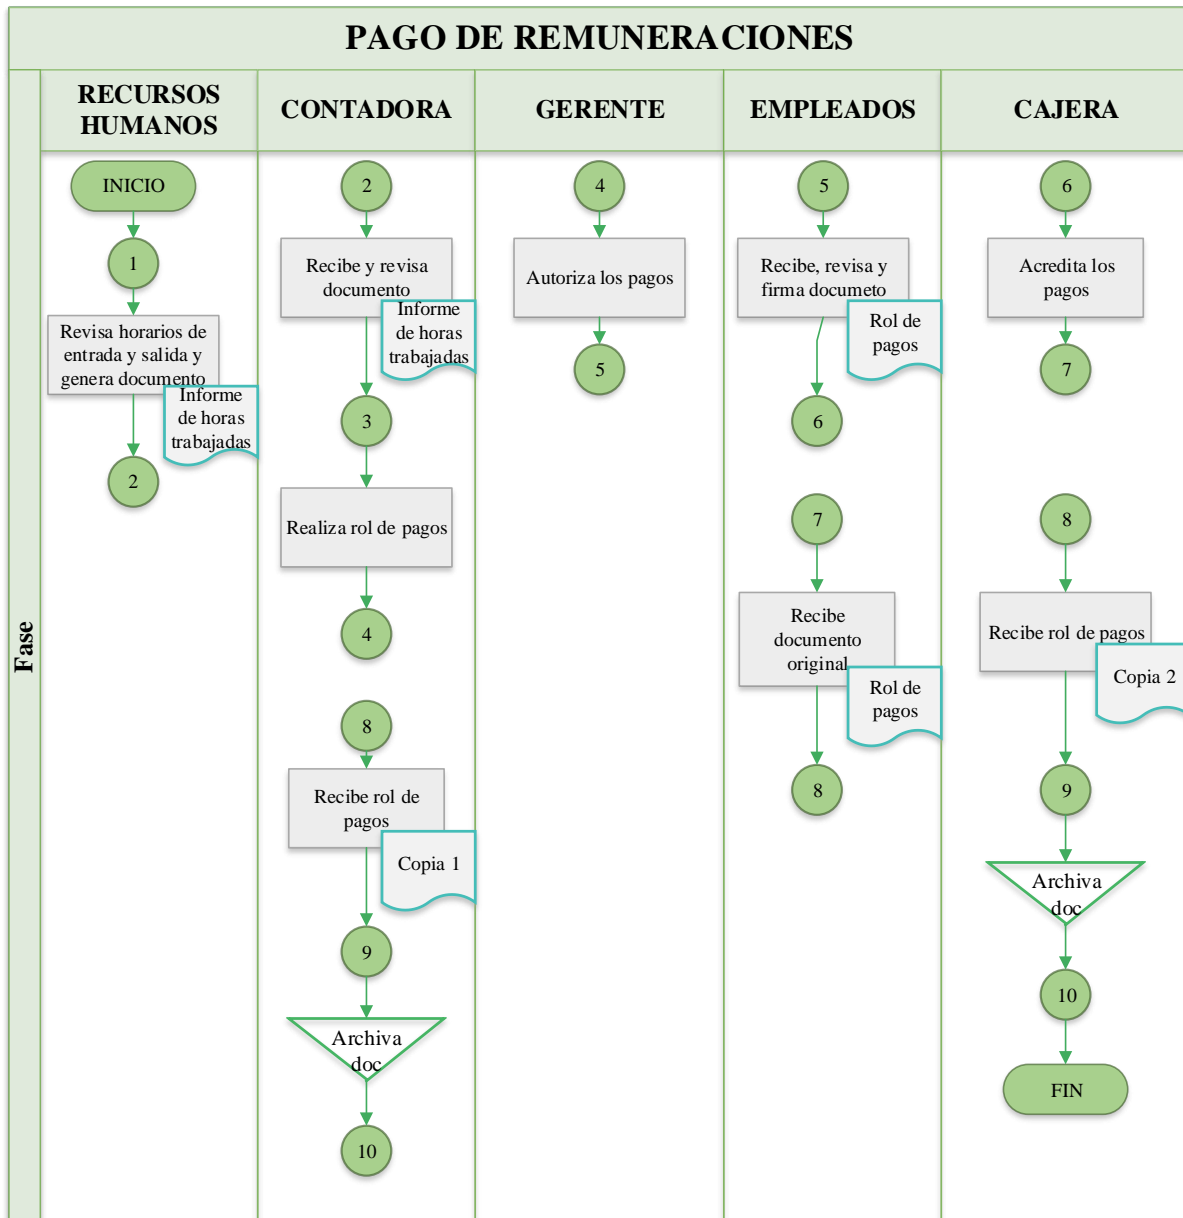 PAGO DE REMUNERACIONES
Fase
RECURSOS
HUMANOS
INICIO
1
Revisa horarios de
entrada y salida y
genera documento
Informe
de horas
trabajadas
2
CONTADORA
2
Recibe y revisa
documento
Informe
de horas
trabajadas
3
Realiza rol de pagos
4
8
Recibe rol de
pagos
Copia 1
9
Archiva
doc
10
GERENTE
4
Autoriza los pagos
5
EMPLEADOS
5
Recibe, revisa y
firma documeto
Rol de
pagos
6
7
Recibe
documento
original
Rol de
pagos
8
CAJERA
6
Acredita los
pagos
7
8
Recibe rol de pagos
Copia 2
9
Archiva
doc
10
FIN